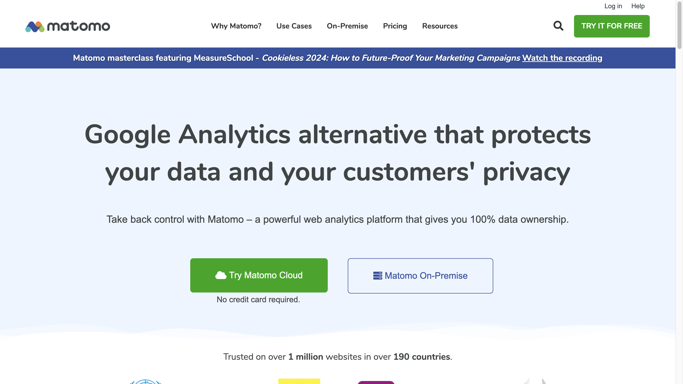 Log in Help
matomo
Why Matomo? Use Cases On-Premise Pricing Resources
TRY IT FOR FREE
Matomo masterclass featuring MeasureSchool - Cookieless 2024: How to Future-Proof Your Marketing Campaigns Watch the recording
Google Analytics alternative that protects
your data and your customers' privacy
Take back control with Matomo – a powerful web analytics platform that gives you 100% data ownership.
Try Matomo Cloud
Matomo On-Premise
No credit card required.
Trusted on over 1 million websites in over 190 countries.